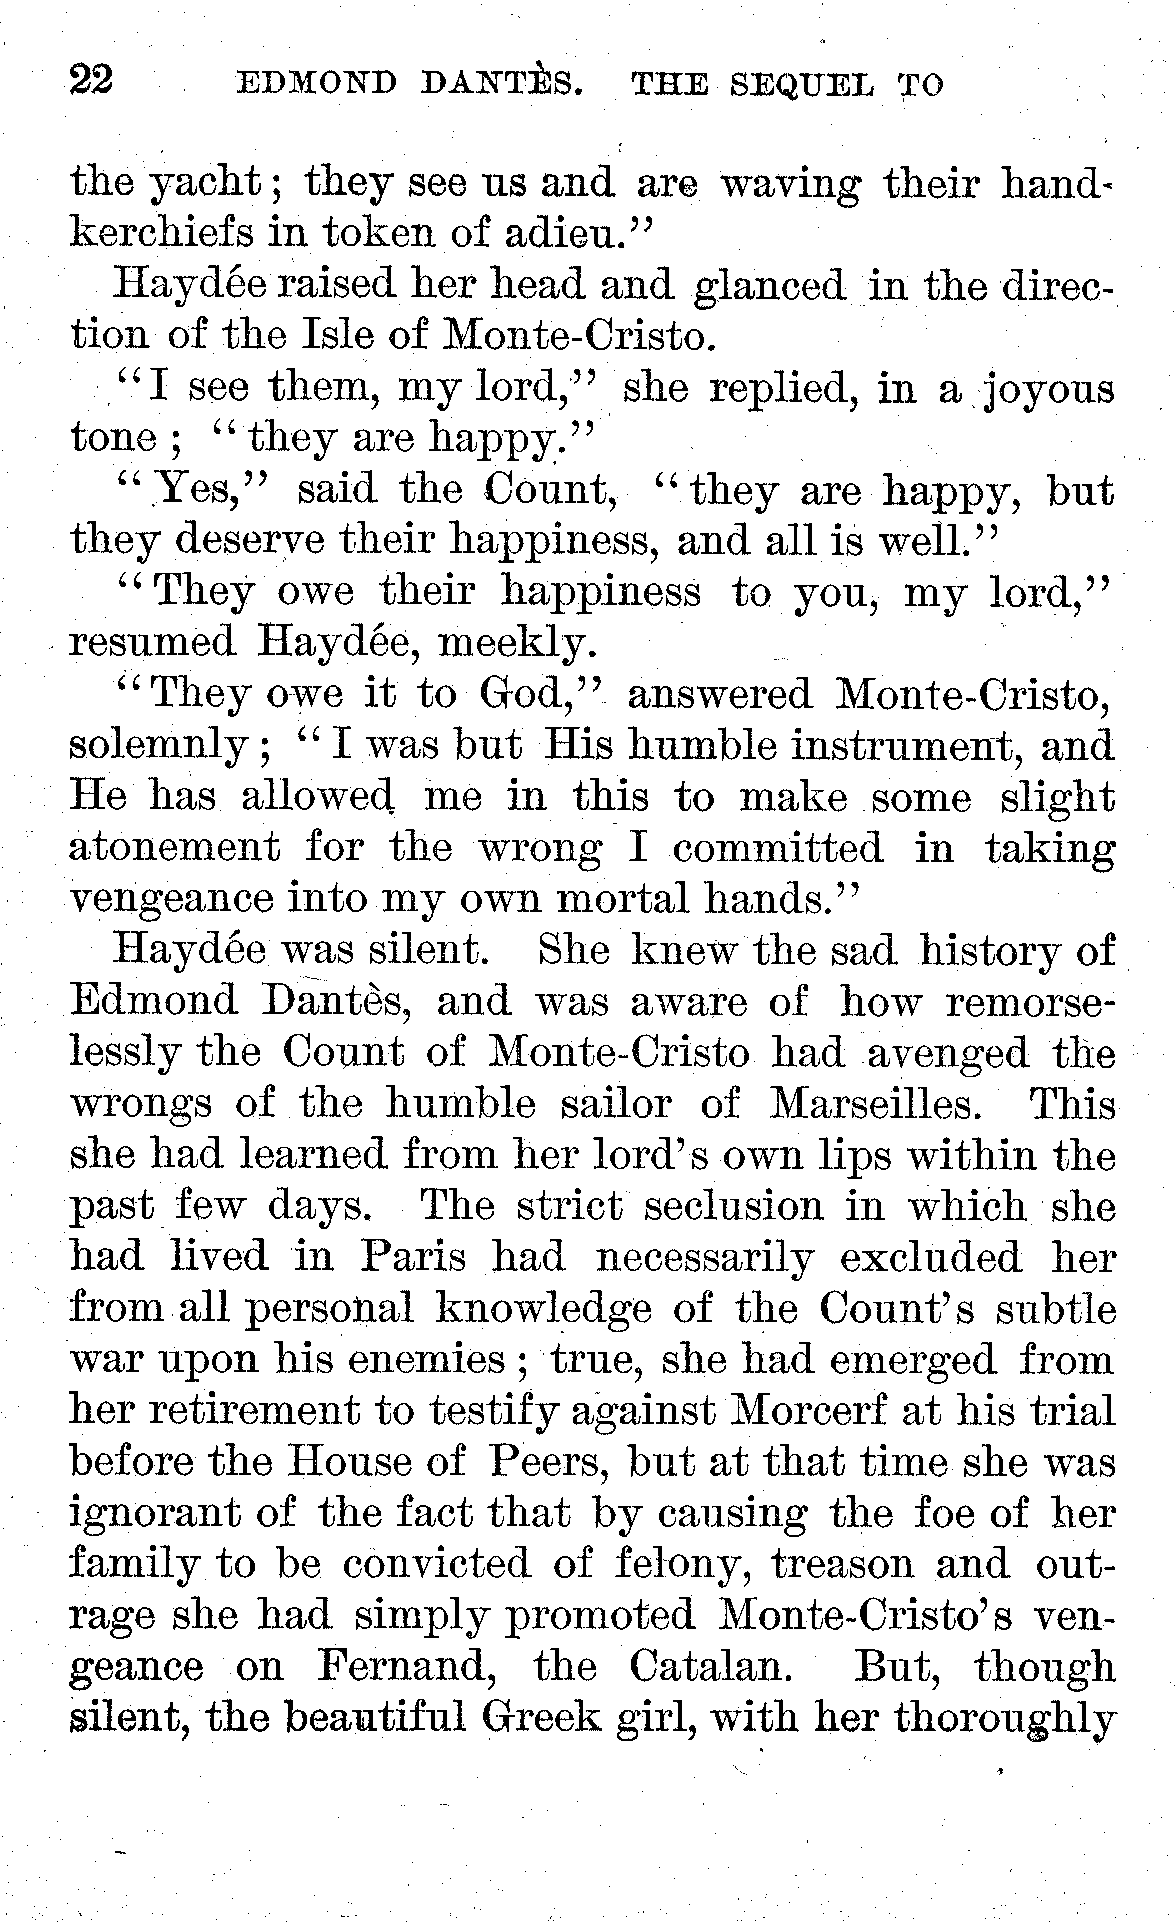 22 EDMOND DANTÈS. THE SEQUEL TO
the yacht; they see us and are waving their hand-
kerchiefs in token of adieu."
Haydée raised her head and glanced in the direc-
tion of the Isle of Monte-Cristo.
"I see them, my lord," she replied, in a joyous
tone; "they are happy."
"Yes," said the Count, "they are happy, but
they deserve their happiness, and all is well."
"They owe their happiness to you, my lord,"
resumed Haydée, meekly.
"They owe it to God," answered Monte-Cristo,
solemnly; "I was but His humble instrument, and
He has allowed me in this to make some slight
atonement for the wrong I committed in taking
vengeance into my own mortal hands."
Haydée was silent. She knew the sad history of
Edmond Dantès, and was aware of how remorse-
lessly the Count of Monte-Cristo had avenged the
wrongs of the humble sailor of Marseilles. This
she had learned from her lord's own lips within the
past few days. The strict seclusion in which she
had lived in Paris had necessarily excluded her
from all personal knowledge of the Count's subtle
war upon his enemies; true, she had emerged from
her retirement to testify against Morcerf at his trial
before the House of Peers, but at that time she was
ignorant of the fact that by causing the foe of her
family to be convicted of felony, treason and out-
rage she had simply promoted Monte-Cristo's ven-
geance on Fernand, the Catalan. But, though
silent, the beautiful Greek girl, with her thoroughly